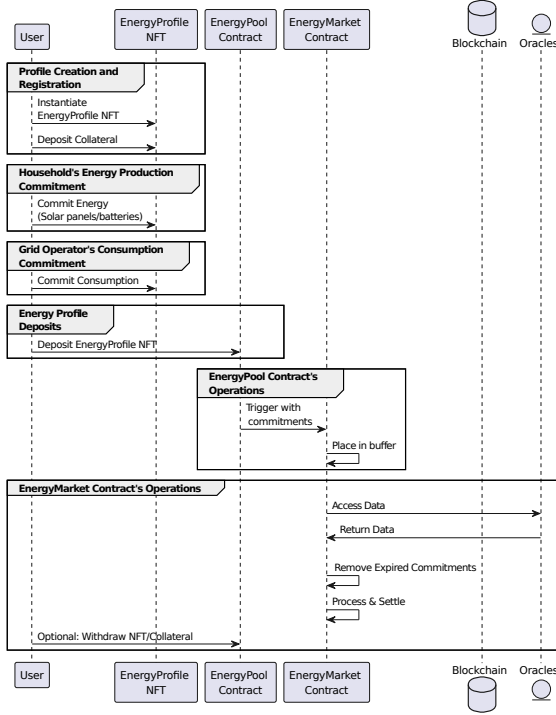 User
EnergyProfile
NFT
EnergyPool
Contract
EnergyMarket
Contract
Blockchain
Oracles
Profile Creation and
Registration
Instantiate
EnergyProfile NFT
Deposit Collateral
Household's Energy Production
Commitment
Commit Energy
(Solar panels/batteries)
Grid Operator's Consumption
Commitment
Commit Consumption
Energy Profile
Deposits
Deposit EnergyProfile NFT
EnergyPool Contract's
Operations
Trigger with
commitments
Place in buffer
EnergyMarket Contract's Operations
Access Data
Return Data
Remove Expired Commitments
Process & Settle
Optional: Withdraw NFT/Collateral
User
EnergyProfile
NFT
EnergyPool
Contract
EnergyMarket
Contract
Blockchain
Oracles